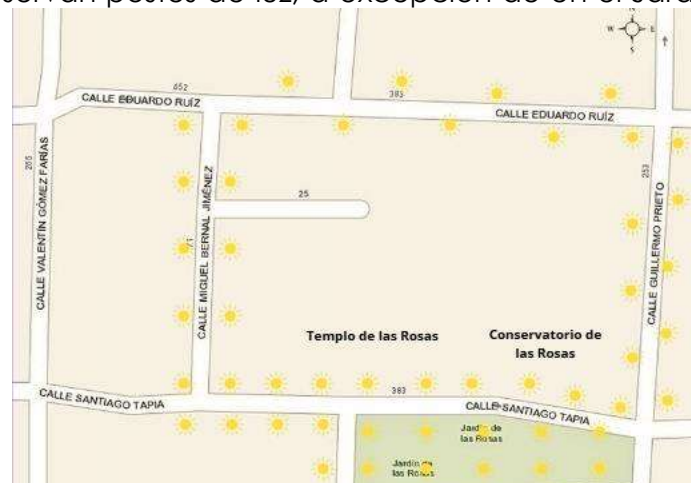 servan postes de luz, a excepción de en el Jard
W E
S
CALLE EDUARDO RUÍZ
652
383
CALLE EDUARDO RUÍZ
CALLE VALENTÍN GÓMEZ FARÍAS
CALLE MIGUEL BERNAL JIMÉNEZ
25
253
CALLE GUILLERMO PRIETO
Templo de las Rosas
Conservatorio de
las Rosas
CALLE SANTIAGO TAPIA
383
CALLE SANTIAGO TAPIA
Jardín de
las Rosas
Jardín de
las Rosas